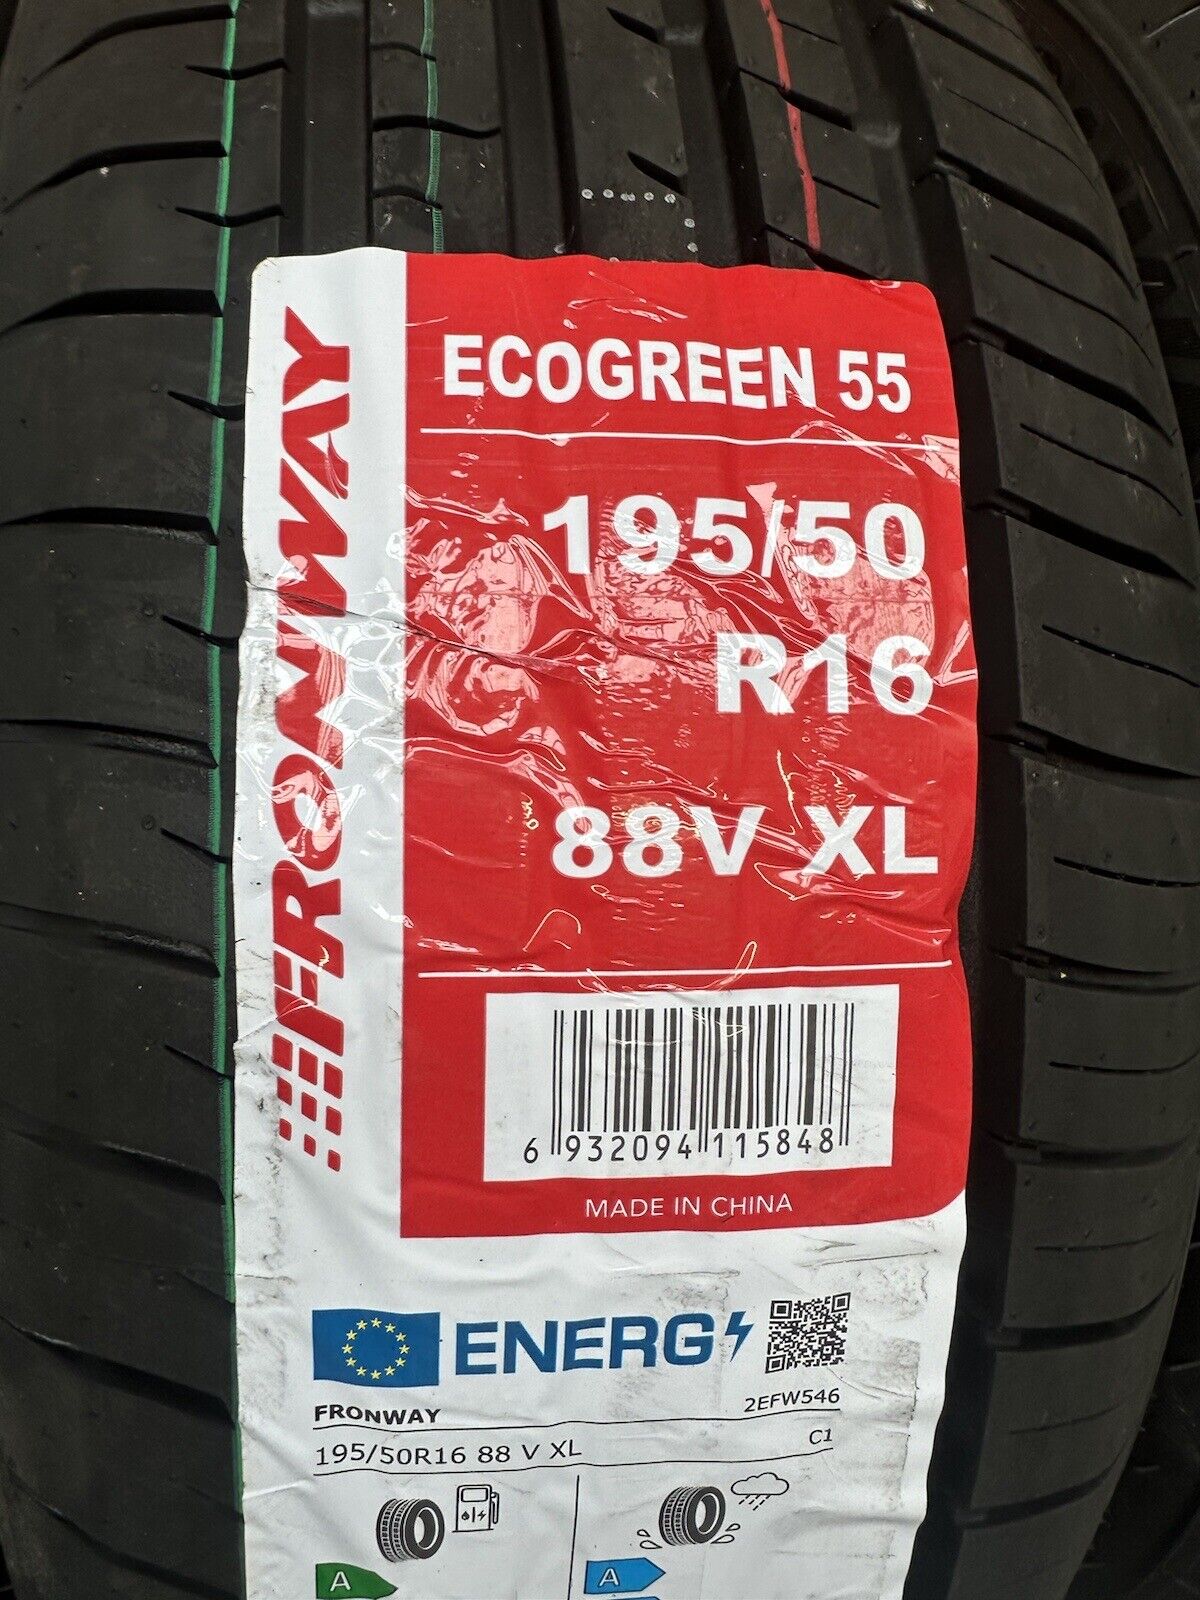 FRONWAY
ECOGREEN 55
195/50
R16
88V XL
6 932094 115848
MADE IN CHINA
ENERG
FRONWAY 2EFW546
195/50R16 88 V XL C1
A A